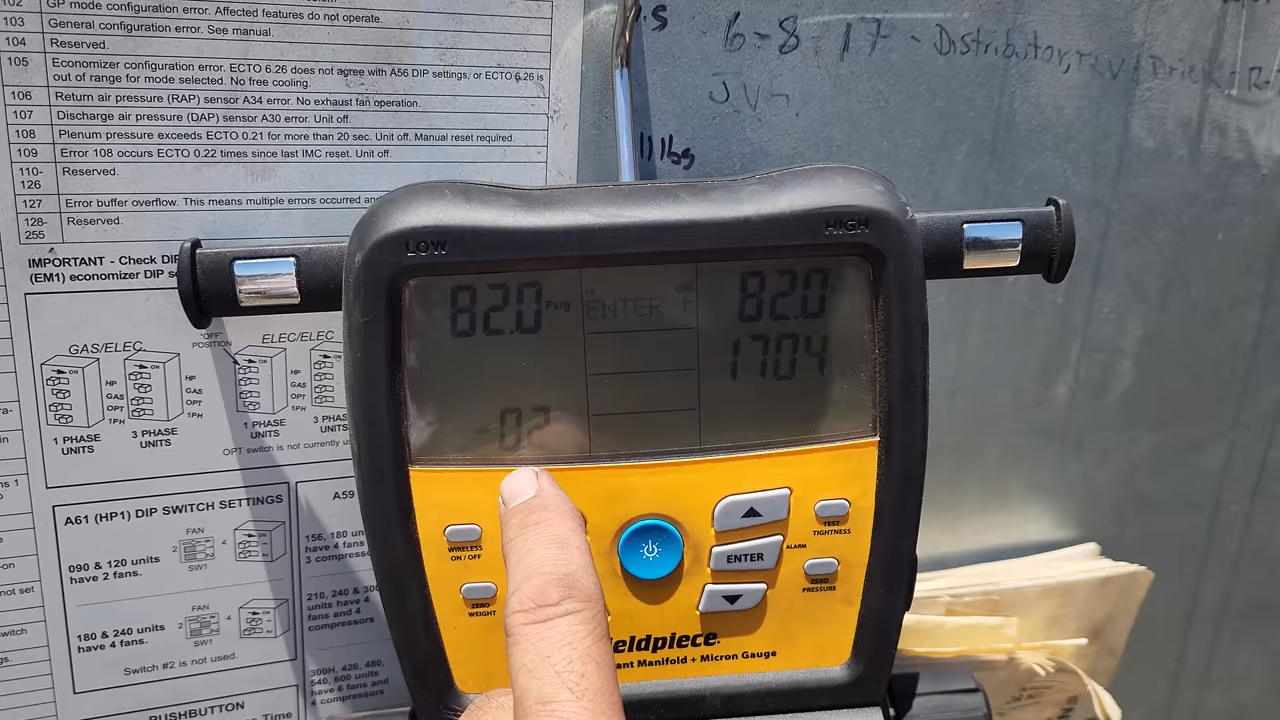 102 GP mode configuration error. Affected features do not operate.
103 General configuration error. See manual.
104 Reserved.
105 Economizer configuration error. ECTO 6.26 does not agree with A56 DIP settings, or ECTO 6.26 is
out of range for mode selected. No free cooling.
106 Return air pressure (RAP) sensor A34 error. No exhaust fan operation.
107 Discharge air pressure (DAP) sensor A30 error. Unit off.
108 Plenum pressure exceeds ECTO 0.21 for more than 20 sec. Unit off. Manual reset required.
109 Error 108 occurs ECTO 0.22 times since last IMC reset. Unit off.
110-
126 Reserved.
127 Error buffer overflow. This means multiple errors occurred and
128-
255 Reserved.
IMPORTANT - Check DIP
(EM1) economizer DIP
GAS/ELEC
"OFF"
POSITION
ELEC/ELEC
ON
ON
ON
ON
HP
GAS
OPT
1PH
HP
GAS
OPT
1PH
HP
GAS
OPT
1PH
1 PHASE
UNITS
3 PHASE
UNITS
1 PHASE
UNITS
3 PHAS
UNITS
OPT switch is not currently
A61 (HP1) DIP SWITCH SETTINGS
FAN
2
4
SW1
090 & 120 units
have 2 fans.
FAN
2
4
SW1
180 & 240 units
have 4 fans.
Switch #2 is not used.
PUSHBUTTON
A59
156, 180 un
have 4 fans
3 compress
210, 240 & 300
units have 4
fans and 4
compressors
300H, 420, 480,
540, 600 units
have 6 fans and
4 compressors
Time
6-8-17 - Distributor,
11 lbs
LOW
HIGH
82.0 Psig
ENTER
82.0
1704
-0.2
WIRELESS
ON / OFF
ZERO
WEIGHT
ENTER
ALARM
TEST
TIGHTNESS
ZERO
PRESSURE
eldpiece
ant Manifold + Micron Gauge